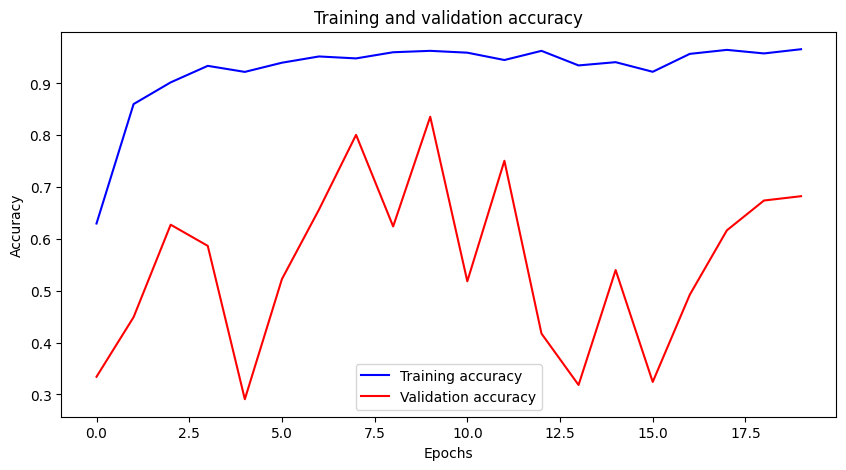 Training and validation accuracy
Accuracy
0.9
0.8
0.7
0.6
0.5
0.4
0.3
Training accuracy
Validation accuracy
0.0 2.5 5.0 7.5 10.0 12.5 15.0 17.5
Epochs